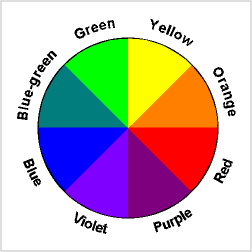 Green
Yellow
Orange
Red
Purple
Violet
Blue
Blue-green